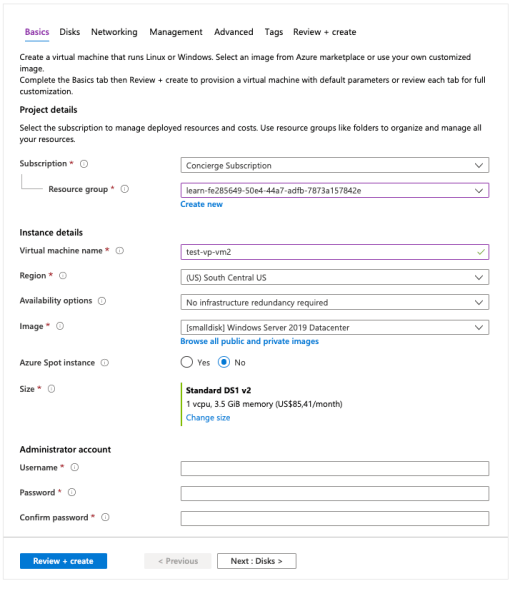 Basics Disks Networking Management Advanced Tags Review + create
Create a virtual machine that runs Linux or Windows. Select an image from Azure marketplace or use your own customized
image.
Complete the Basics tab then Review + create to provision a virtual machine with default parameters or review each tab for full
customization.
Project details
Select the subscription to manage deployed resources and costs. Use resource groups like folders to organize and manage all
your resources.
Subscription * Concierge Subscription
Resource group * learn-fe285649-50e4-44a7-adfb-7873a157842e
Create new
Instance details
Virtual machine name * test-vp-vm2
Region * (US) South Central US
Availability options No infrastructure redundancy required
Image * [smalldisk] Windows Server 2019 Datacenter
Browse all public and private images
Azure Spot instance Yes No
Size * Standard DS1 v2
1 vcpu, 3.5 GiB memory (US$85,41/month)
Change size
Administrator account
Username *
Password *
Confirm password *
Review + create < Previous Next : Disks >